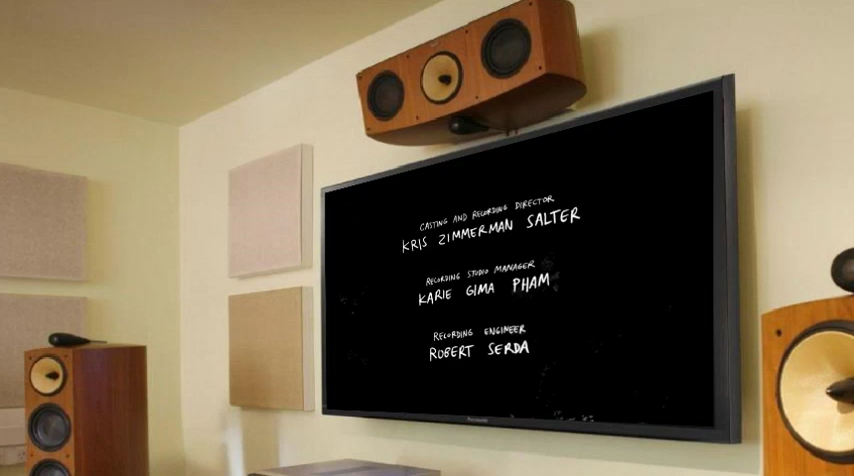 CASTING AND RECORDING DIRECTOR
KRIS ZIMMERMAN SALTER
RECORDING STUDIO MANAGER
KARIE GIMA PHAM
RECORDING ENGINEER
ROBERT SERDA